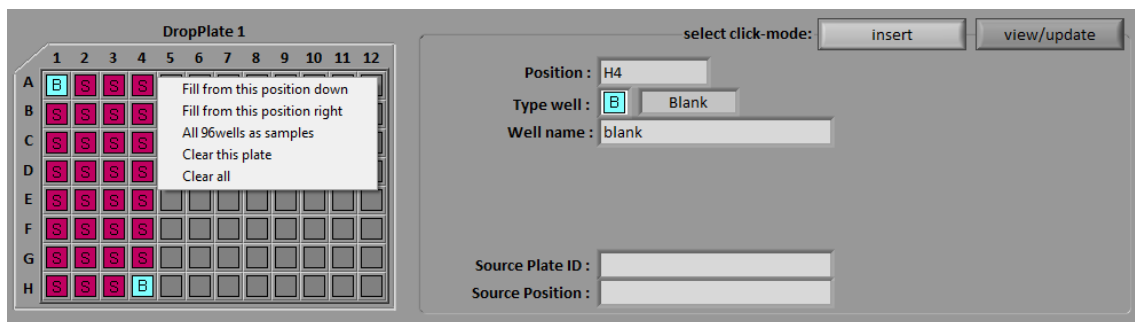 DropPlate 1
1 2 3 4 5 6 7 8 9 10 11 12
A B S S S
B S S S S
C S S S S
D S S S S
E S S S S
F S S S S
G S S S S
H S S S B
Fill from this position down
Fill from this position right
All 96wells as samples
Clear this plate
Clear all
select click-mode: insert view/update
Position : H4
Type well : B Blank
Well name : blank
Source Plate ID :
Source Position :